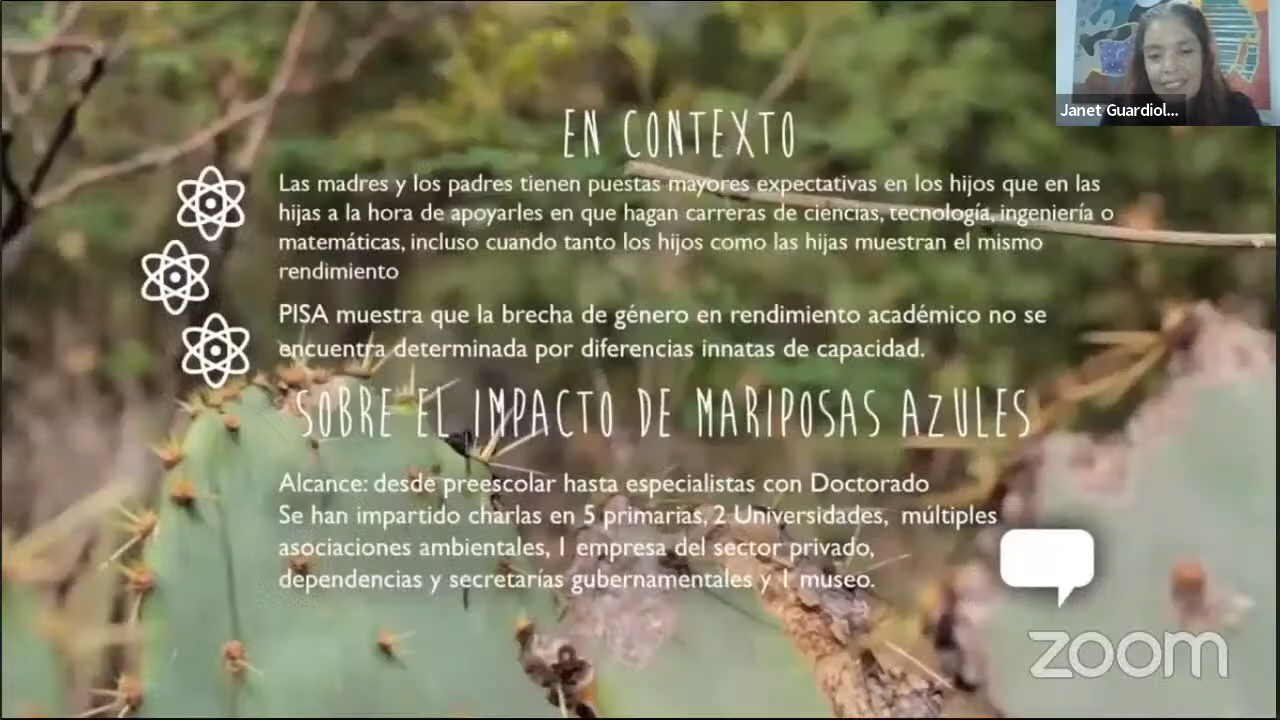 Janet Guardiol...
EN CONTEXTO
Las madres y los padres tienen puestas mayores expectativas en los hijos que en las
hijas a la hora de apoyarles en que hagan carreras de ciencias, tecnología, ingeniería o
matemáticas, incluso cuando tanto los hijos como las hijas muestran el mismo
rendimiento
PISA muestra que la brecha de género en rendimiento académico no se
encuentra determinada por diferencias innatas de capacidad.
SOBRE EL IMPACTO DE MARIPOSAS AZULES
Alcance: desde preescolar hasta especialistas con Doctorado
Se han impartido charlas en 5 primarias, 2 Universidades, múltiples
asociaciones ambientales, 1 empresa del sector privado,
dependencias y secretarías gubernamentales y 1 museo.
zoom